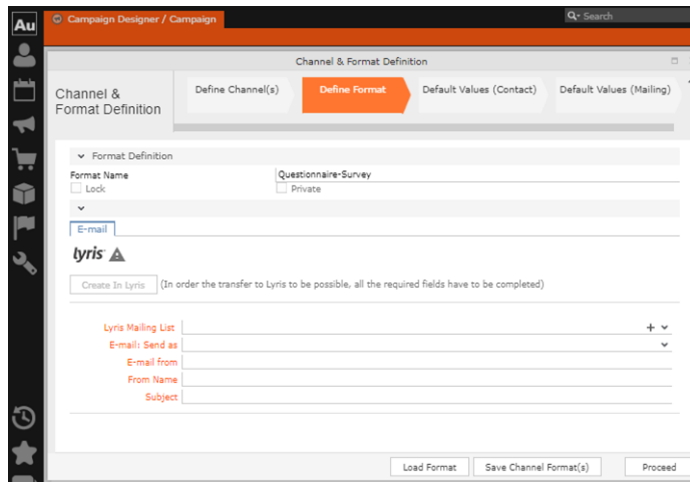 Au
Campaign Designer / Campaign
Search
Channel & Format Definition
Channel &
Format Definition
Define Channel(s)
Define Format
Default Values (Contact)
Default Values (Mailing)
Format Definition
Format Name
Questionnaire-Survey
Lock
Private
E-mail
lyris
Create In Lyris
(In order the transfer to Lyris to be possible, all the required fields have to be completed)
Lyris Mailing List
E-mail: Send as
E-mail from
From Name
Subject
Load Format
Save Channel Format(s)
Proceed